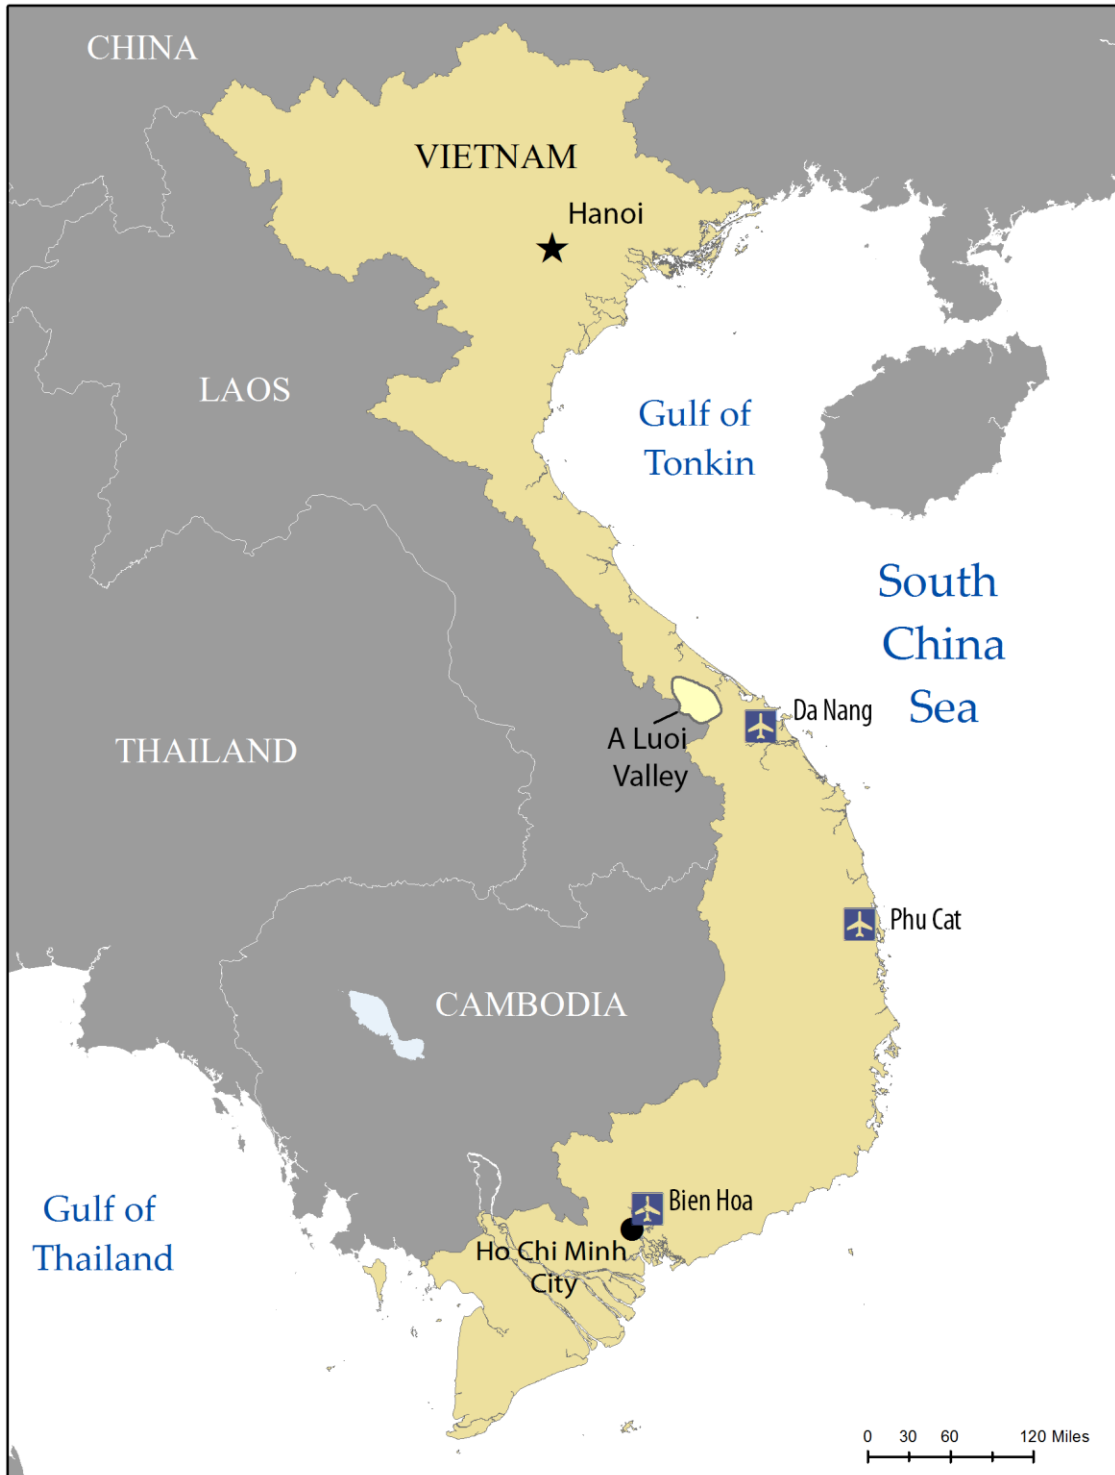 CHINA
VIETNAM
Hanoi
LAOS
Gulf of
Tonkin
South
China
Sea
Da Nang
A Luoi
Valley
THAILAND
Phu Cat
CAMBODIA
Bien Hoa
Gulf of
Thailand
Ho Chi Minh
City
0 30 60 120 Miles